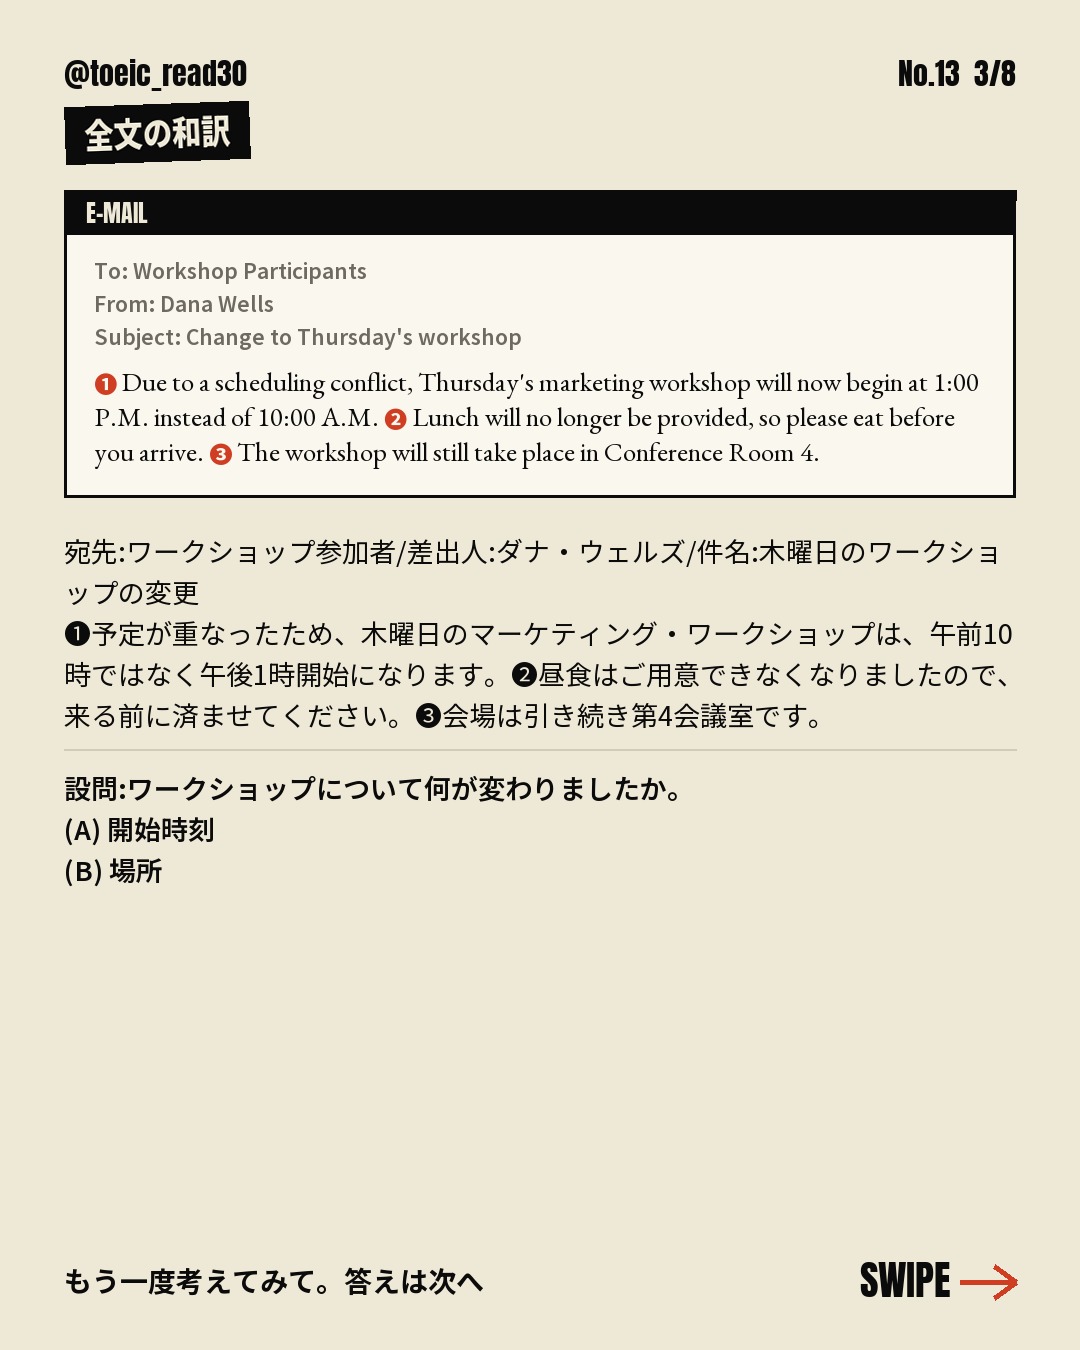 @toeic_read30
No.13 3/8
全文の和訳
E-MAIL
To: Workshop Participants
From: Dana Wells
Subject: Change to Thursday's workshop
❶ Due to a scheduling conflict, Thursday's marketing workshop will now begin at 1:00
P.M. instead of 10:00 A.M. ❷ Lunch will no longer be provided, so please eat before
you arrive. ❸ The workshop will still take place in Conference Room 4.
宛先:ワークショップ参加者/差出人:ダナ・ウェルズ/件名:木曜日のワークショ
ップの変更
❶予定が重なったため、木曜日のマーケティング・ワークショップは、午前10
時ではなく午後1時開始になります。❷昼食はご用意できなくなりましたので、
来る前に済ませてください。❸会場は引き続き第4会議室です。
設問:ワークショップについて何が変わりましたか。
(A) 開始時刻
(B) 場所
もう一度考えてみて。答えは次へ
SWIPE